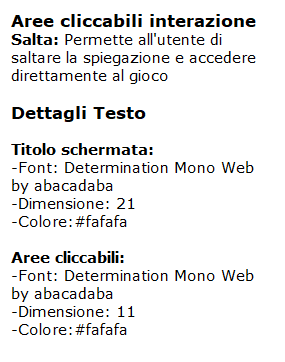 Aree cliccabili interazione
Salta: Permette all'utente di
saltare la spiegazione e accedere
direttamente al gioco
Dettagli Testo
Titolo schermata:
-Font: Determination Mono Web
by abacadaba
-Dimensione: 21
-Colore:#fafafa
Aree cliccabili:
-Font: Determination Mono Web
by abacadaba
-Dimensione: 11
-Colore:#fafafa